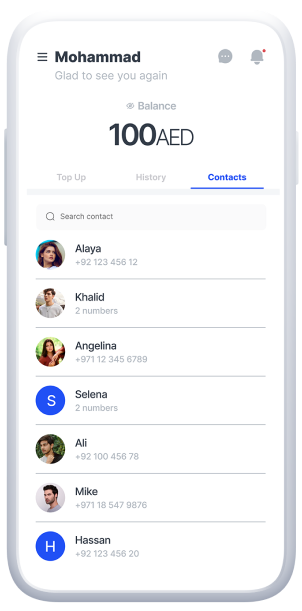 Mohammad
Glad to see you again
Balance
100AED
Top Up
History
Contacts
Search contact
Alaya
+92 123 456 12
Khalid
2 numbers
Angelina
+971 12 345 6789
S
Selena
2 numbers
Ali
+92 100 456 78
Mike
+971 18 547 9876
H
Hassan
+92 123 456 20